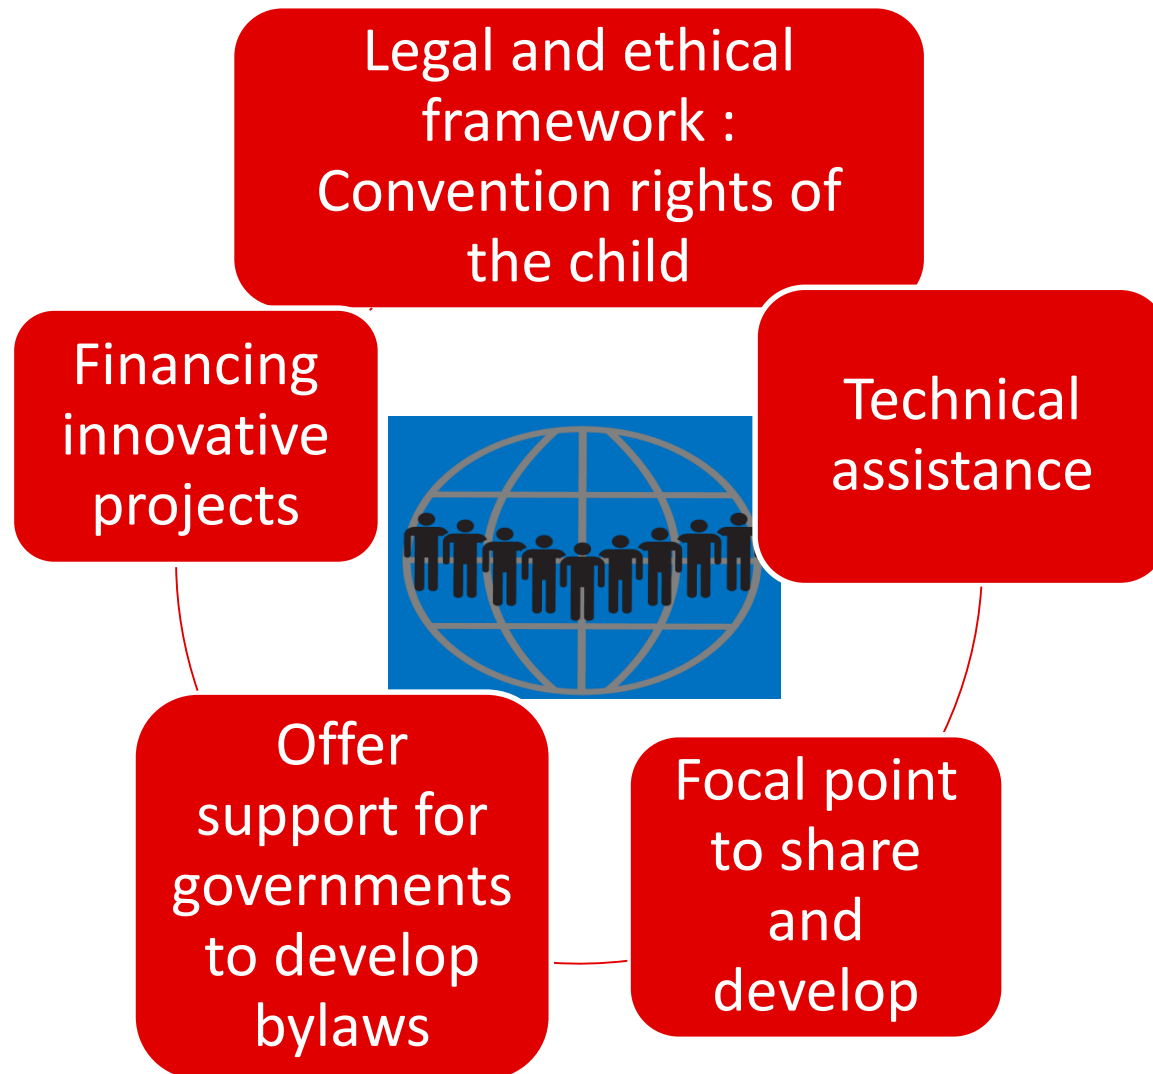 Legal and ethical
framework :
Convention rights of
the child
Technical
assistance
Focal point
to share
and
develop
Offer
support for
governments
to develop
bylaws
Financing
innovative
projects